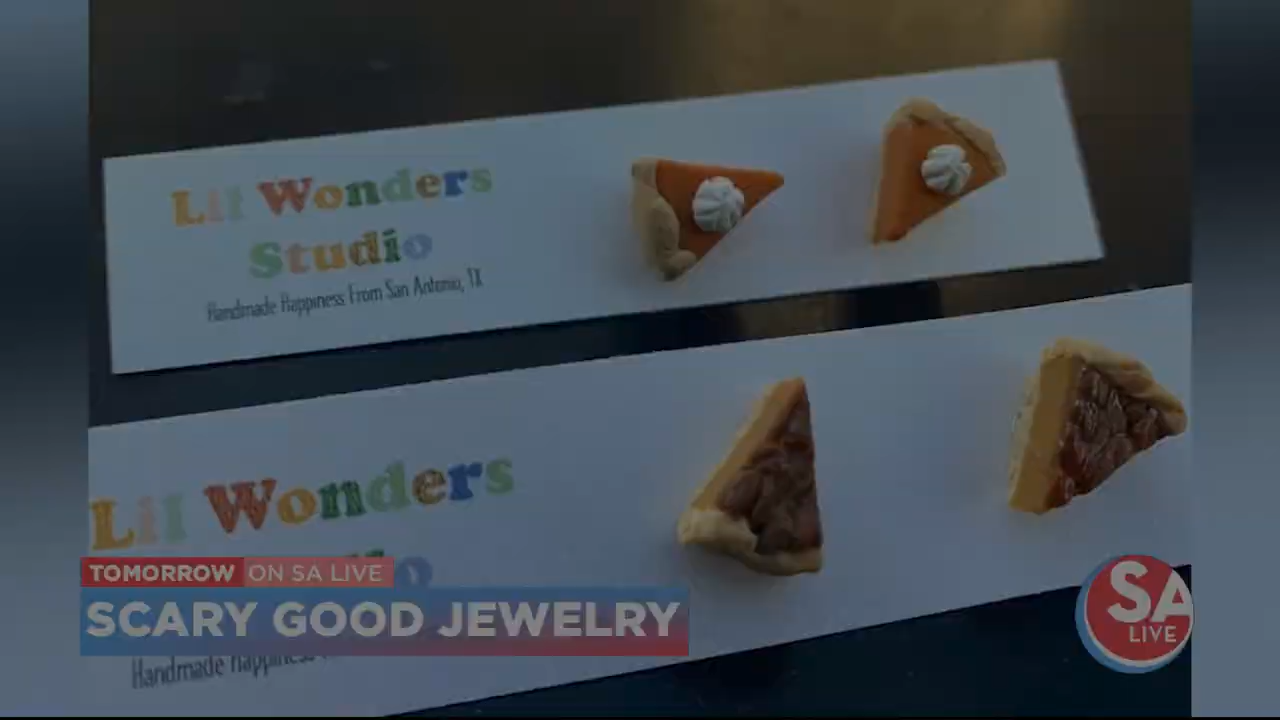 Lil Wonders
Studio
Handmade Happiness From San Antonio, TX
Lil Wonders
TOMORROW ON SA LIVE
SCARY GOOD JEWELRY
Handmade Happiness
SA
LIVE